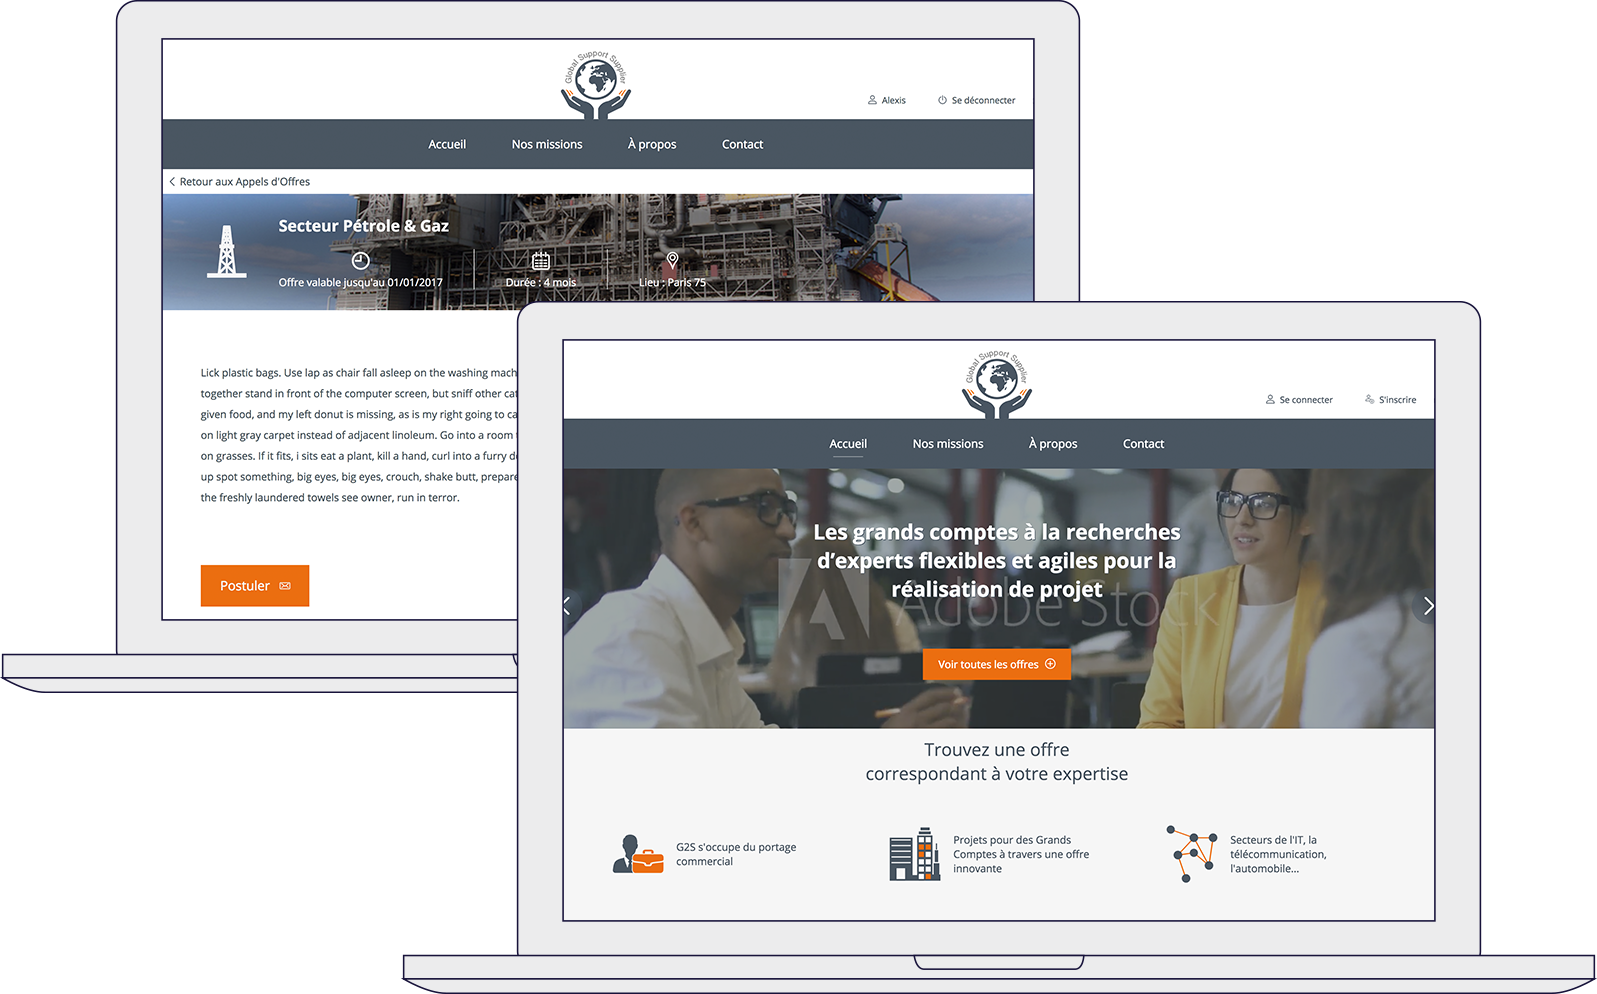 Global Support Supplier
Alexis
Se déconnecter
Accueil
Nos missions
À propos
Contact
Retour aux Appels d'Offres
Secteur Pétrole & Gaz
Offre valable jusqu'au 01/01/2017
Durée : 4 mois
Lieu : Paris 75
Lick plastic bags. Use lap as chair fall asleep on the washing mach
together stand in front of the computer screen, but sniff other cat
given food, and my left donut is missing, as is my right going to ca
on light gray carpet instead of adjacent linoleum. Go into a room
on grasses. If it fits, i sits eat a plant, kill a hand, curl into a furry d
up spot something, big eyes, big eyes, crouch, shake butt, prepare
the freshly laundered towels see owner, run in terror.
Postuler
Global Support Supplier
Se connecter
S'inscrire
Accueil
Nos missions
À propos
Contact
Les grands comptes à la recherches
d'experts flexibles et agiles pour la
réalisation de projet
Adobe Stock
Voir toutes les offres
Trouvez une offre
correspondant à votre expertise
G2S s'occupe du portage
commercial
Projets pour des Grands
Comptes à travers une offre
innovante
Secteurs de l'IT, la
télécommunication,
l'automobile...